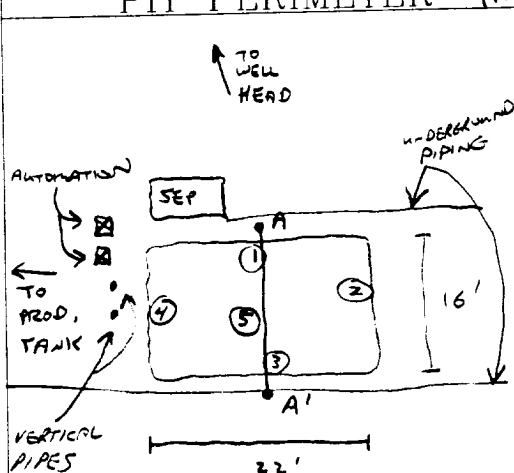 PIT PERIMETER
TO
WELL
HEAD
UNDERGROUND
PIPING
AUTOMATION
SEP
A
1
2
TO
PROD.
TANK
4
5
16'
3
A'
VERTICAL
PIPES
22'